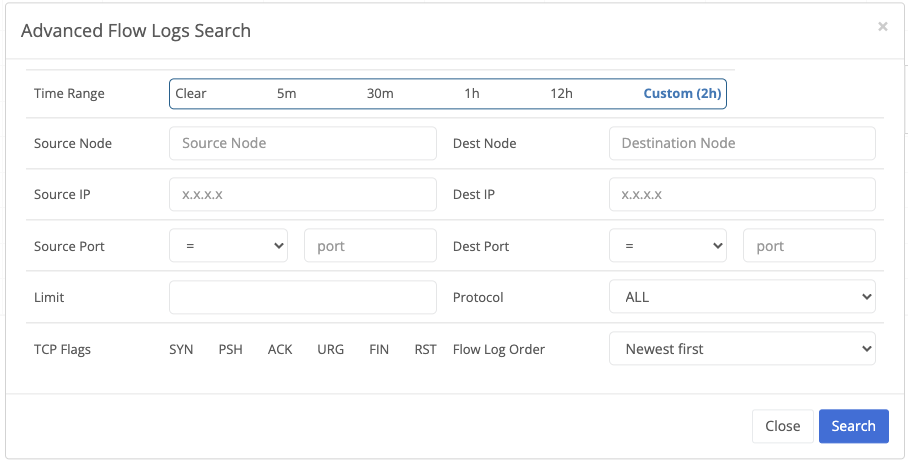 Advanced Flow Logs Search ×
Time Range Clear 5m 30m 1h 12h Custom (2h)
Source Node Source Node Dest Node Destination Node
Source IP x.x.x.x Dest IP x.x.x.x
Source Port = port Dest Port = port
Limit Protocol ALL
TCP Flags SYN PSH ACK URG FIN RST Flow Log Order Newest first
Close Search